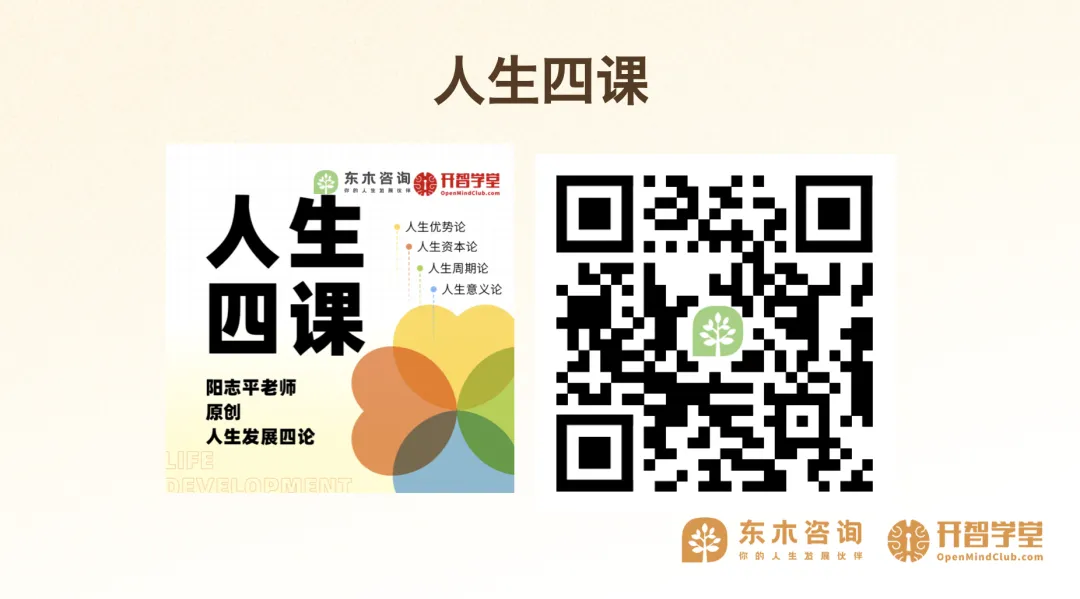 人生四课
东木咨询
你的人生发展伙伴
开智学堂
OpenMindClub.com
人生
四课
人生优势论
人生资本论
人生周期论
人生意义论
阳志平老师
原创
人生发展四论
LIFE
DEVELOPMENT
东木咨询
你的人生发展伙伴
开智学堂
OpenMindClub.com